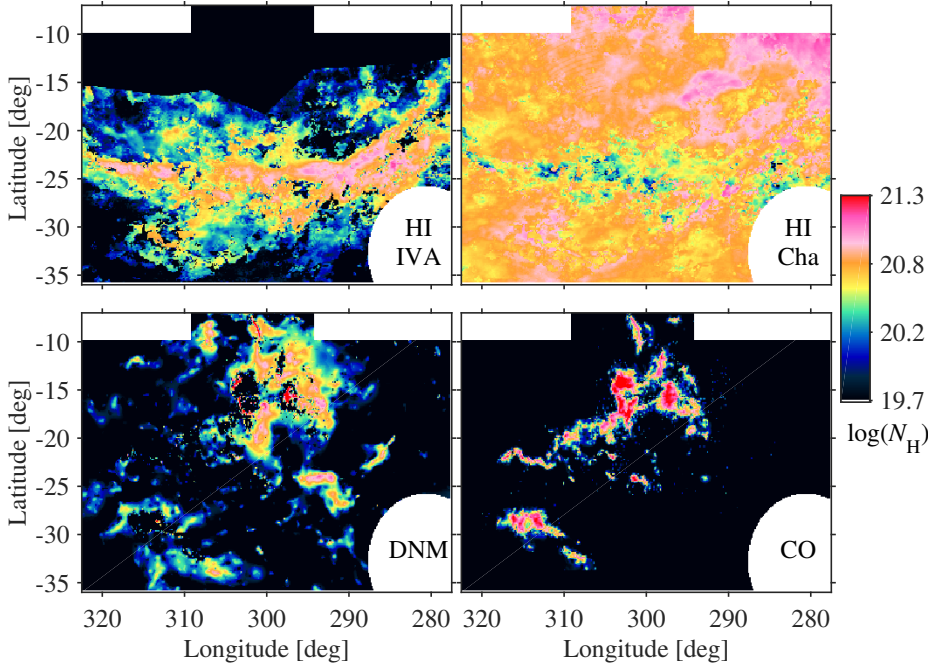 -10
-15
-20
-25
-30
-35
Latitude [deg]
HI
IVA
HI
Cha
21.3
20.8
20.2
19.7
log(N_H)
-10
-15
-20
-25
-30
-35
Latitude [deg]
DNM
CO
320 310 300 290 280
320 310 300 290 280
Longitude [deg]
Longitude [deg]